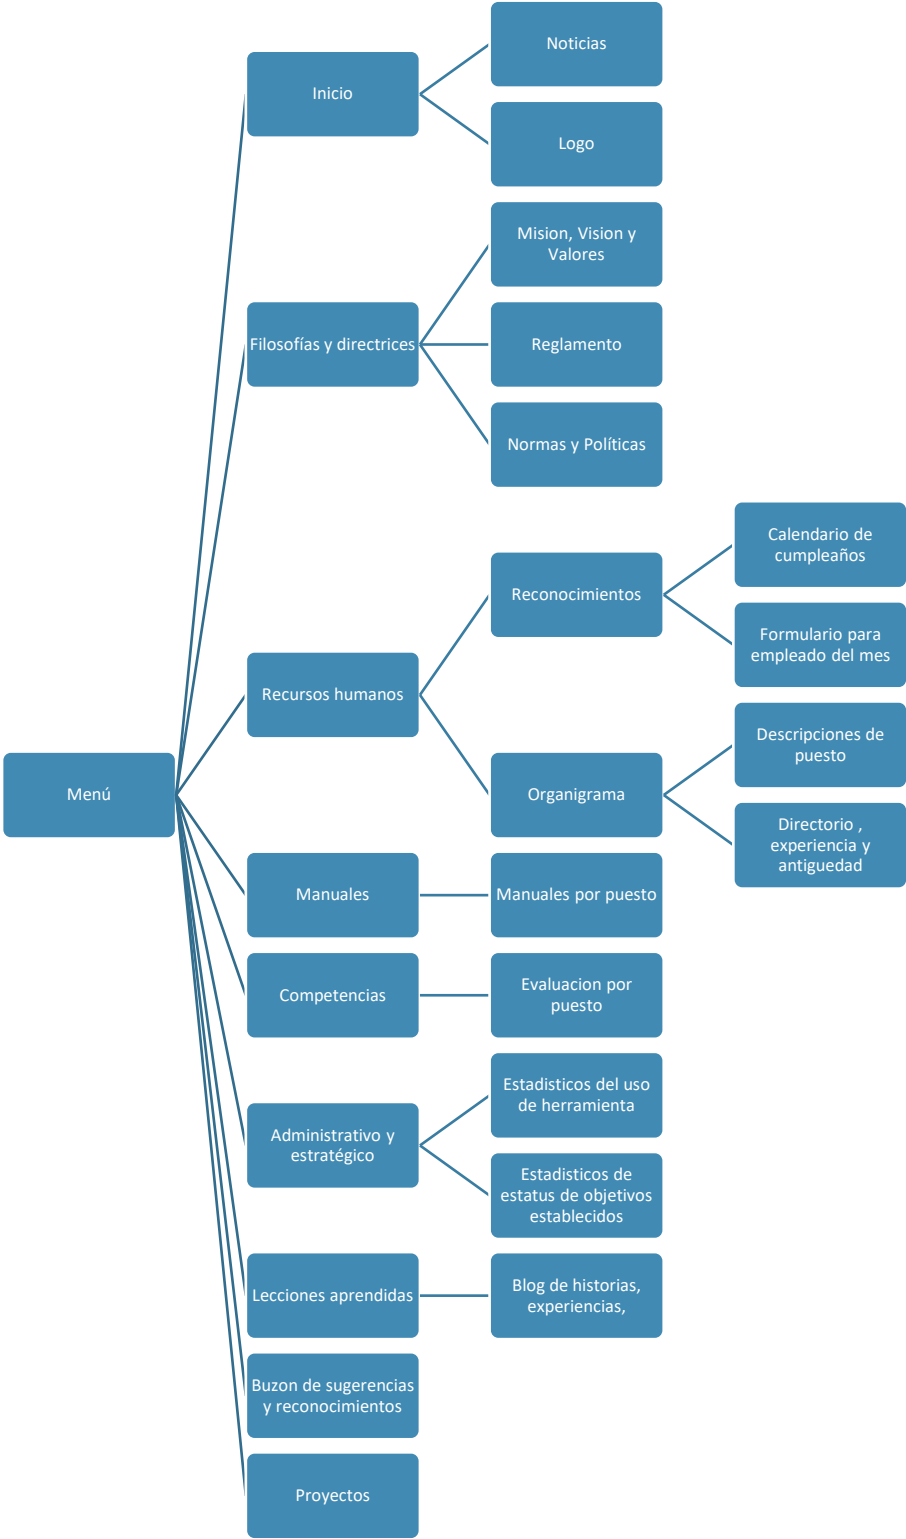 Menú
Inicio
Noticias
Logo
Filosofías y directrices
Mision, Vision y
Valores
Reglamento
Normas y Políticas
Recursos humanos
Reconocimientos
Calendario de
cumpleaños
Formulario para
empleado del mes
Organigrama
Descripciones de
puesto
Directorio ,
experiencia y
antiguedad
Manuales
Manuales por puesto
Competencias
Evaluacion por
puesto
Administrativo y
estratégico
Estadisticos del uso
de herramienta
Estadisticos de
estatus de objetivos
establecidos
Lecciones aprendidas
Blog de historias,
experiencias,
Buzon de sugerencias
y reconocimientos
Proyectos